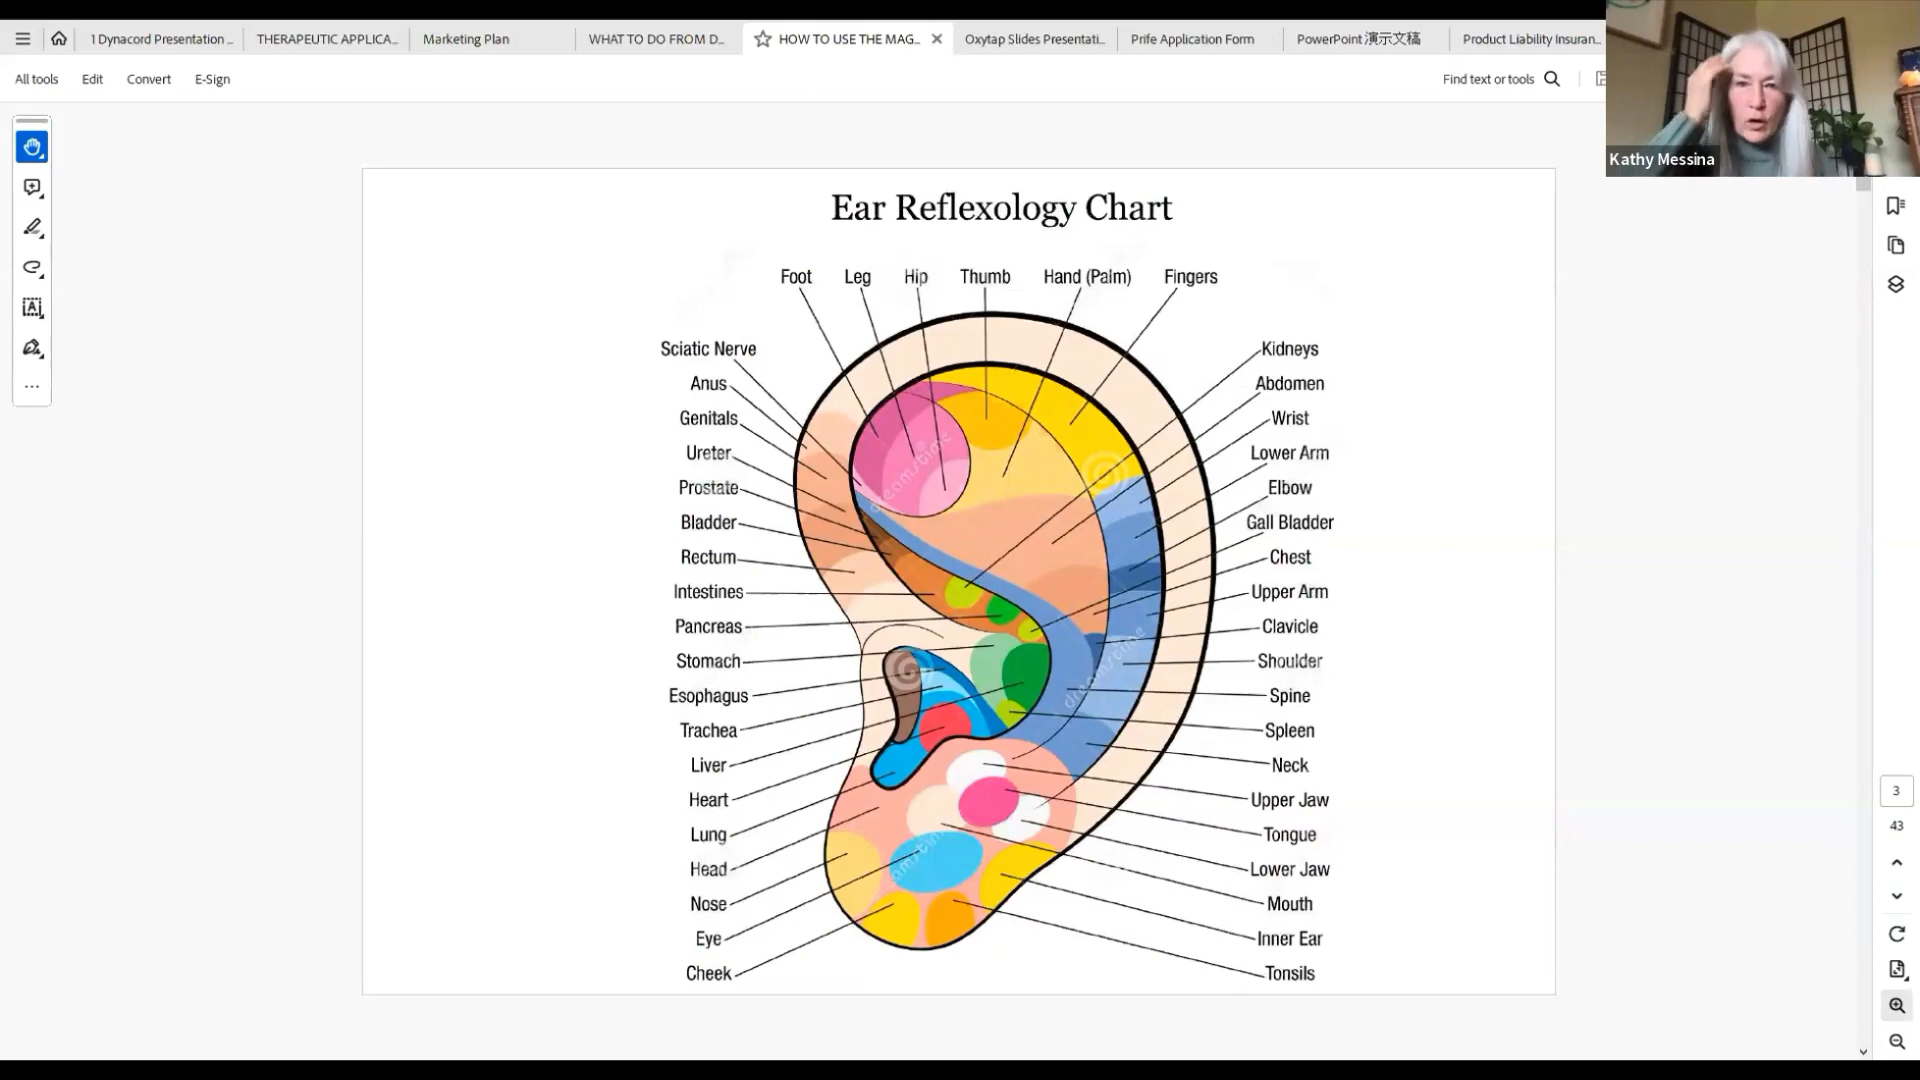 1 Dynacord Presentation ...
THERAPEUTIC APPLICA...
Marketing Plan
WHAT TO DO FROM D...
HOW TO USE THE MAG...
Oxytap Slides Presentati...
Prife Application Form
PowerPoint 演示文稿
Product Liability Insuran...
All tools
Edit
Convert
E-Sign
Find text or tools
Kathy Messina
Ear Reflexology Chart
Foot
Leg
Hip
Thumb
Hand (Palm)
Fingers
Sciatic Nerve
Anus
Genitals
Ureter
Prostate
Bladder
Rectum
Intestines
Pancreas
Stomach
Esophagus
Trachea
Liver
Heart
Lung
Head
Nose
Eye
Cheek
Kidneys
Abdomen
Wrist
Lower Arm
Elbow
Gall Bladder
Chest
Upper Arm
Clavicle
Shoulder
Spine
Spleen
Neck
Upper Jaw
Tongue
Lower Jaw
Mouth
Inner Ear
Tonsils
dreamstime
dreamstime
3
43